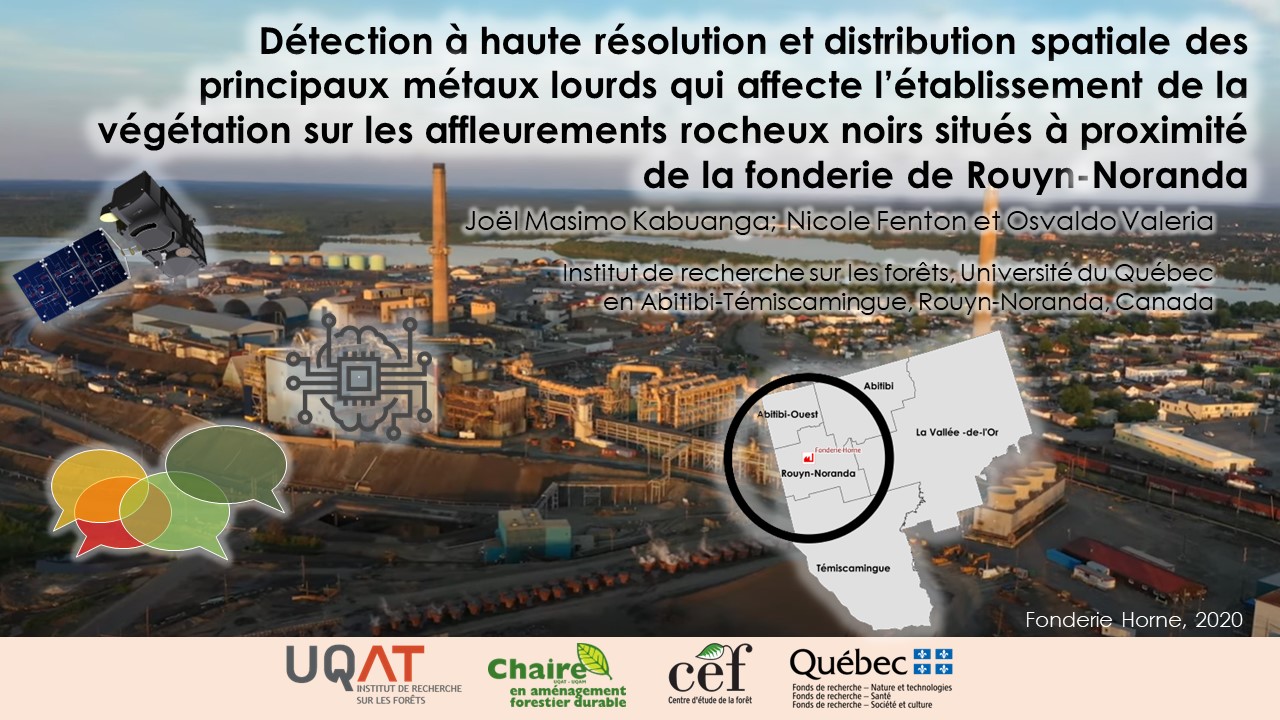 Détection à haute résolution et distribution spatiale des
principaux métaux lourds qui affecte l’établissement de la
végétation sur les affleurements rocheux noirs situés à proximité
de la fonderie de Rouyn-Noranda
Joël Masimo Kabuanga; Nicole Fenton et Osvaldo Valeria
Institut de recherche sur les forêts, Université du Québec
en Abitibi-Témiscamingue, Rouyn-Noranda, Canada
Abitibi
Abitibi-Ouest
La Vallée -de-l'Or
Fonderie Horne
Rouyn-Noranda
Témiscamingue
Fonderie Horne, 2020
UQAT
INSTITUT DE RECHERCHE
SUR LES FORÊTS
Chaire
UQAT - UQAM
en aménagement
forestier durable
cef
Centre d'étude de la forêt
Québec
Fonds de recherche – Nature et technologies
Fonds de recherche – Santé
Fonds de recherche – Société et culture